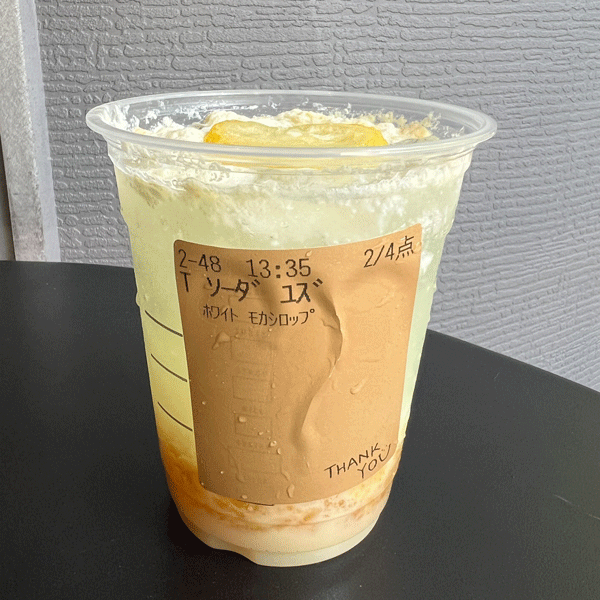 2-48 13:35 2/4点
T ｿｰﾀﾞ ﾕｽﾞ
ﾎﾜｲﾄ ﾓｶｼﾛｯﾌﾟ
THANK
YOU